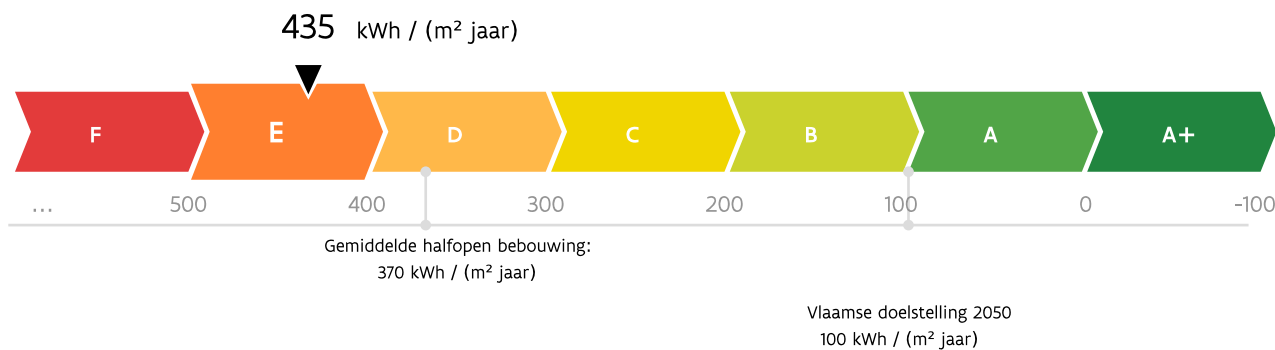 435 kWh / (m² jaar)
F E D C B A A+
... 500 400 300 200 100 0 -100
Gemiddelde halfopen bebouwing:
370 kWh / (m² jaar)
Vlaamse doelstelling 2050
100 kWh / (m² jaar)